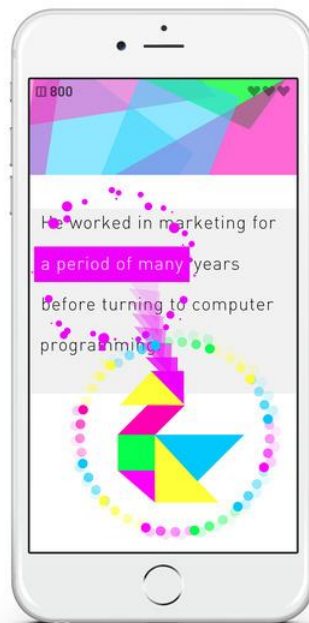 800
He worked in marketing for
a period of many years
before turning to computer
programming.